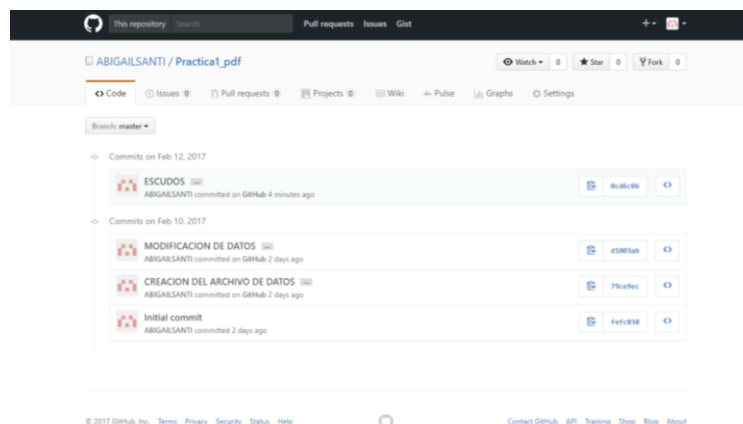 This repository Search Pull requests Issues Gist
ABIGAILSANTI / Practica1_pdf Watch 0 Star 0 Fork 0
Code Issues 0 Pull requests 0 Projects 0 Wiki Pulse Graphs Settings
Branch: master
Commits on Feb 12, 2017
ESCUDOS
ABIGAILSANTI committed on GitHub 4 minutes ago
0cd6c06
Commits on Feb 10, 2017
MODIFICACION DE DATOS
ABIGAILSANTI committed on GitHub 2 days ago
d1003ab
CREACION DEL ARCHIVO DE DATOS
ABIGAILSANTI committed on GitHub 2 days ago
79ce9ec
Initial commit
ABIGAILSANTI committed 2 days ago
fefc038
© 2017 GitHub, Inc. Terms Privacy Security Status Help Contact GitHub API Training Shop Blog About